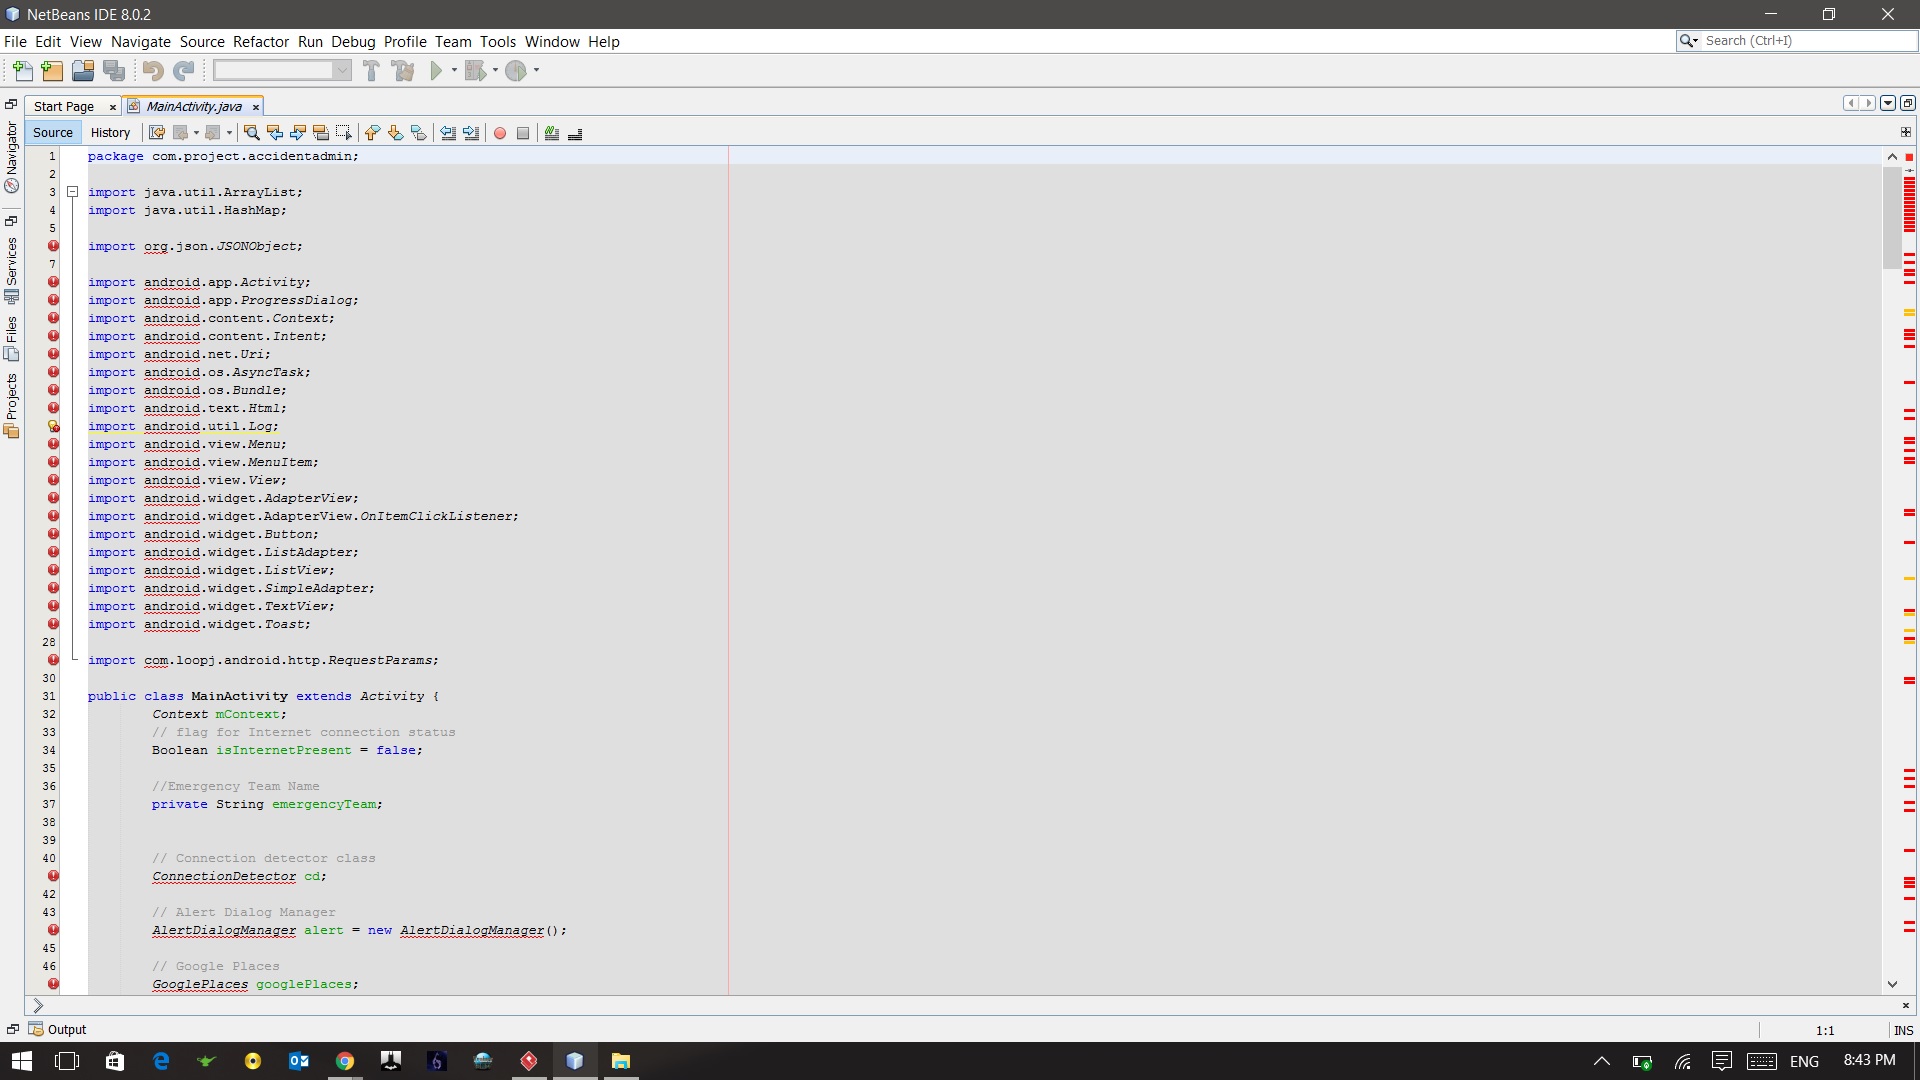 NetBeans IDE 8.0.2
File Edit View Navigate Source Refactor Run Debug Profile Team Tools Window Help
Search (Ctrl+I)
Start Page
MainActivity.java
Source History
Navigator
Services
Files
Projects
1 package com.project.accidentadmin;
2
3 import java.util.ArrayList;
4 import java.util.HashMap;
5
import org.json.JSONObject;
7
import android.app.Activity;
import android.app.ProgressDialog;
import android.content.Context;
import android.content.Intent;
import android.net.Uri;
import android.os.AsyncTask;
import android.os.Bundle;
import android.text.Html;
import android.util.Log;
import android.view.Menu;
import android.view.MenuItem;
import android.view.View;
import android.widget.AdapterView;
import android.widget.AdapterView.OnItemClickListener;
import android.widget.Button;
import android.widget.ListAdapter;
import android.widget.ListView;
import android.widget.SimpleAdapter;
import android.widget.TextView;
import android.widget.Toast;
28
import com.loopj.android.http.RequestParams;
30
31 public class MainActivity extends Activity {
32 Context mContext;
33 // flag for Internet connection status
34 Boolean isInternetPresent = false;
35
36 //Emergency Team Name
37 private String emergencyTeam;
38
39
40 // Connection detector class
ConnectionDetector cd;
42
43 // Alert Dialog Manager
AlertDialogManager alert = new AlertDialogManager();
45
46 // Google Places
GooglePlaces googlePlaces;
Output
1:1 INS
ENG 8:43 PM